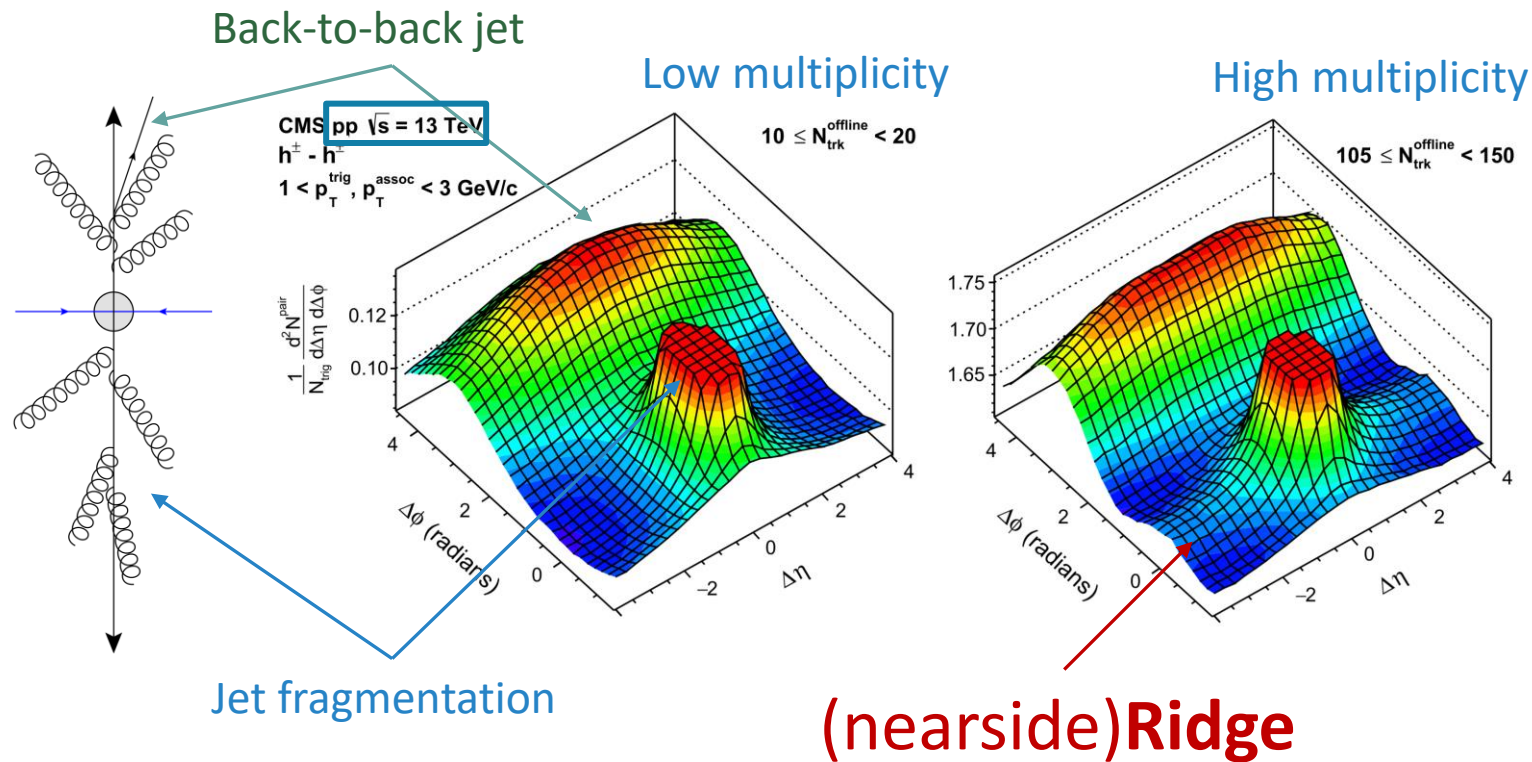 Back-to-back jet
Low multiplicity
High multiplicity
CMS pp √s = 13 TeV
h± - h±
1 < p_T^trig, p_T^assoc < 3 GeV/c
10 ≤ N_trk^offline < 20
105 ≤ N_trk^offline < 150
1/N_trig d²N^pair/dΔη dΔϕ
0.12
0.10
4
2
0
Δϕ (radians)
−2
0
2
4
Δη
1.75
1.70
1.65
4
2
0
Δϕ (radians)
−2
0
2
4
Δη
Jet fragmentation
(nearside)Ridge